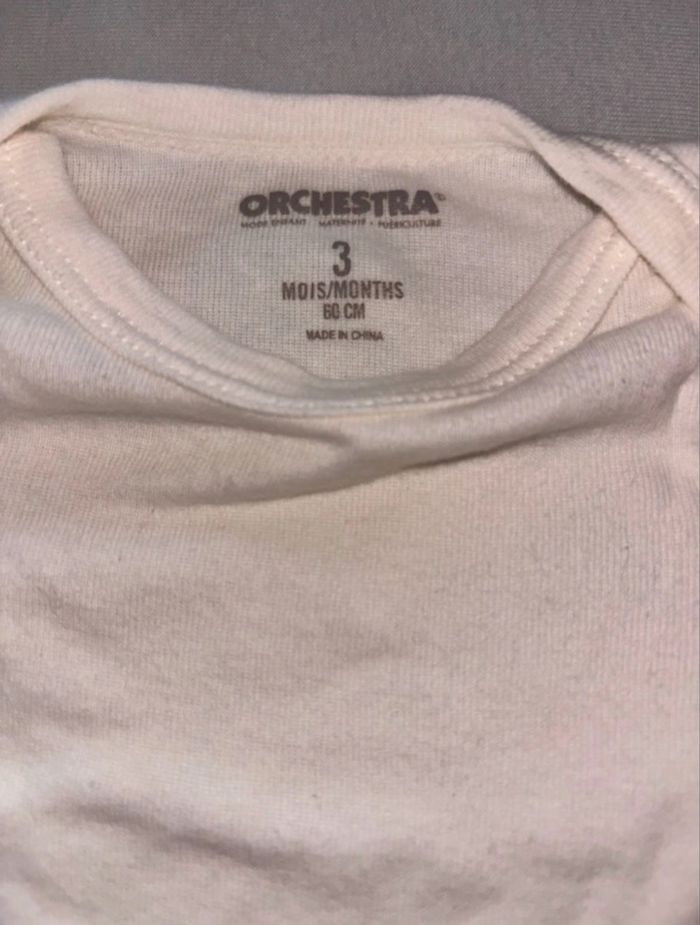 ORCHESTRA®
MODE ENFANT • MATERNITÉ • PUÉRICULTURE
3
MOIS/MONTHS
60 CM
MADE IN CHINA